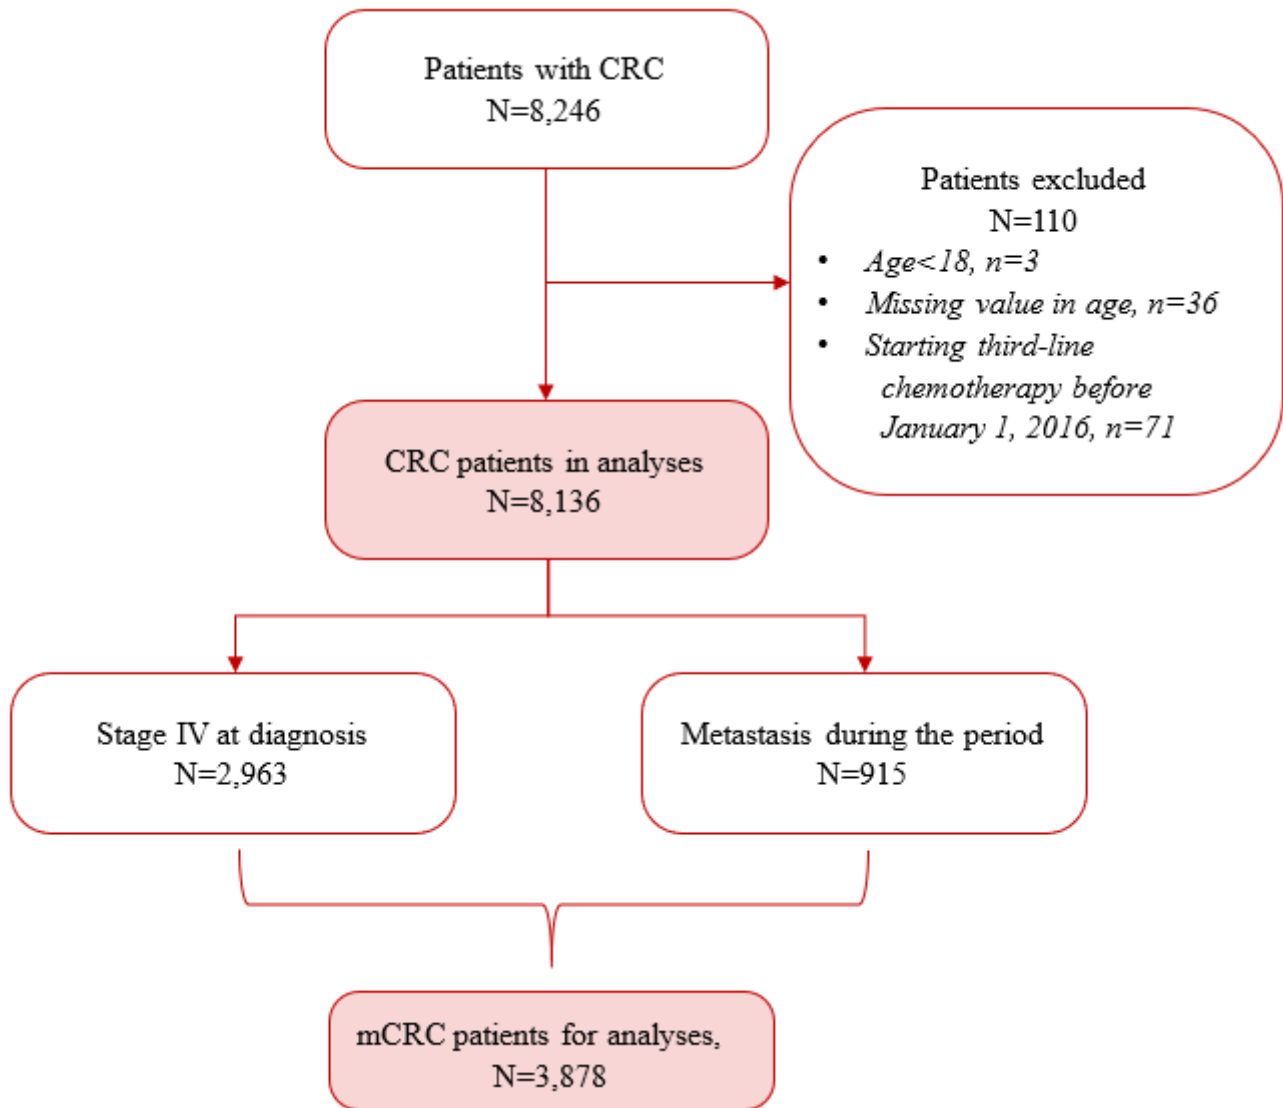 Patients with CRC
N=8,246
Patients excluded
N=110
• Age<18, n=3
• Missing value in age, n=36
• Starting third-line
chemotherapy before
January 1, 2016, n=71
CRC patients in analyses
N=8,136
Stage IV at diagnosis
N=2,963
Metastasis during the period
N=915
mCRC patients for analyses,
N=3,878